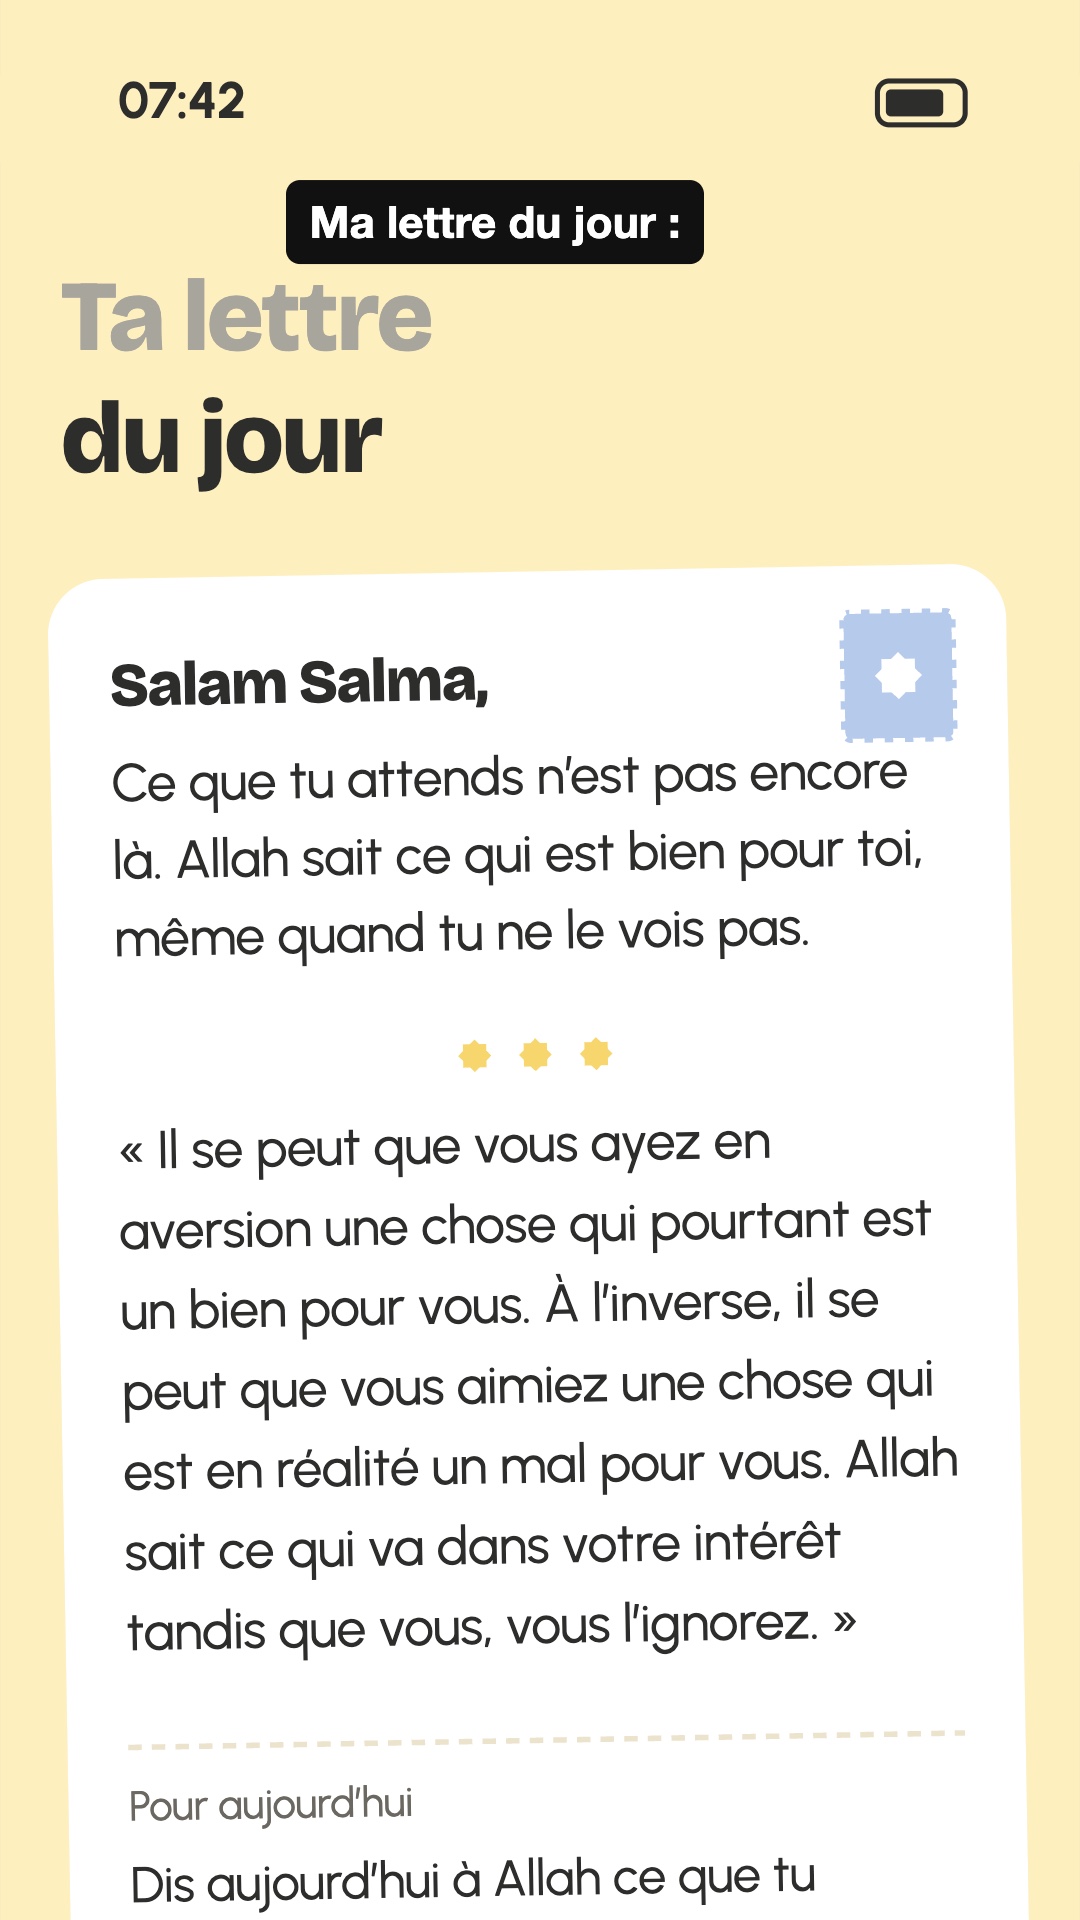 07:42
Ma lettre du jour :
Ta lettre
du jour
Salam Salma,
Ce que tu attends n’est pas encore
là. Allah sait ce qui est bien pour toi,
même quand tu ne le vois pas.
« Il se peut que vous ayez en
aversion une chose qui pourtant est
un bien pour vous. À l’inverse, il se
peut que vous aimiez une chose qui
est en réalité un mal pour vous. Allah
sait ce qui va dans votre intérêt
tandis que vous, vous l’ignorez. »
Pour aujourd’hui
Dis aujourd’hui à Allah ce que tu